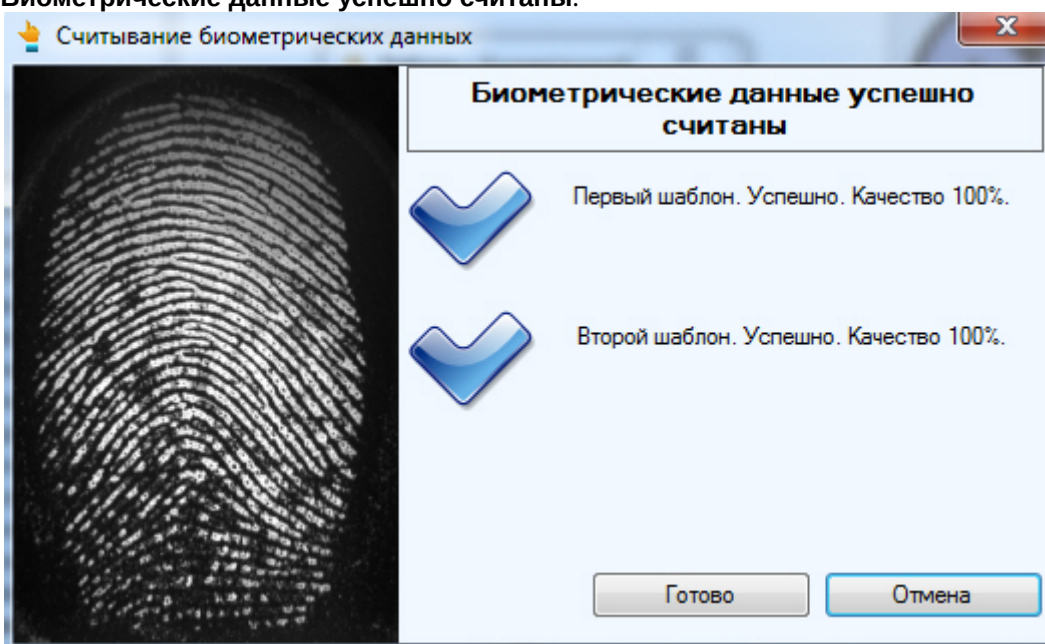 Биометрические данные успешно считаны.
Считывание биометрических данных
Биометрические данные успешно
считаны
Первый шаблон. Успешно. Качество 100%.
Второй шаблон. Успешно. Качество 100%.
Готово
Отмена